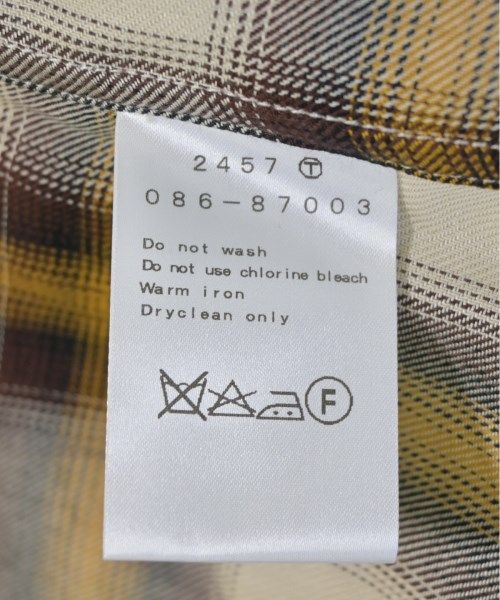 2457 Ⓣ
086-87003
Do not wash
Do not use chlorine bleach
Warm iron
Dryclean only
F